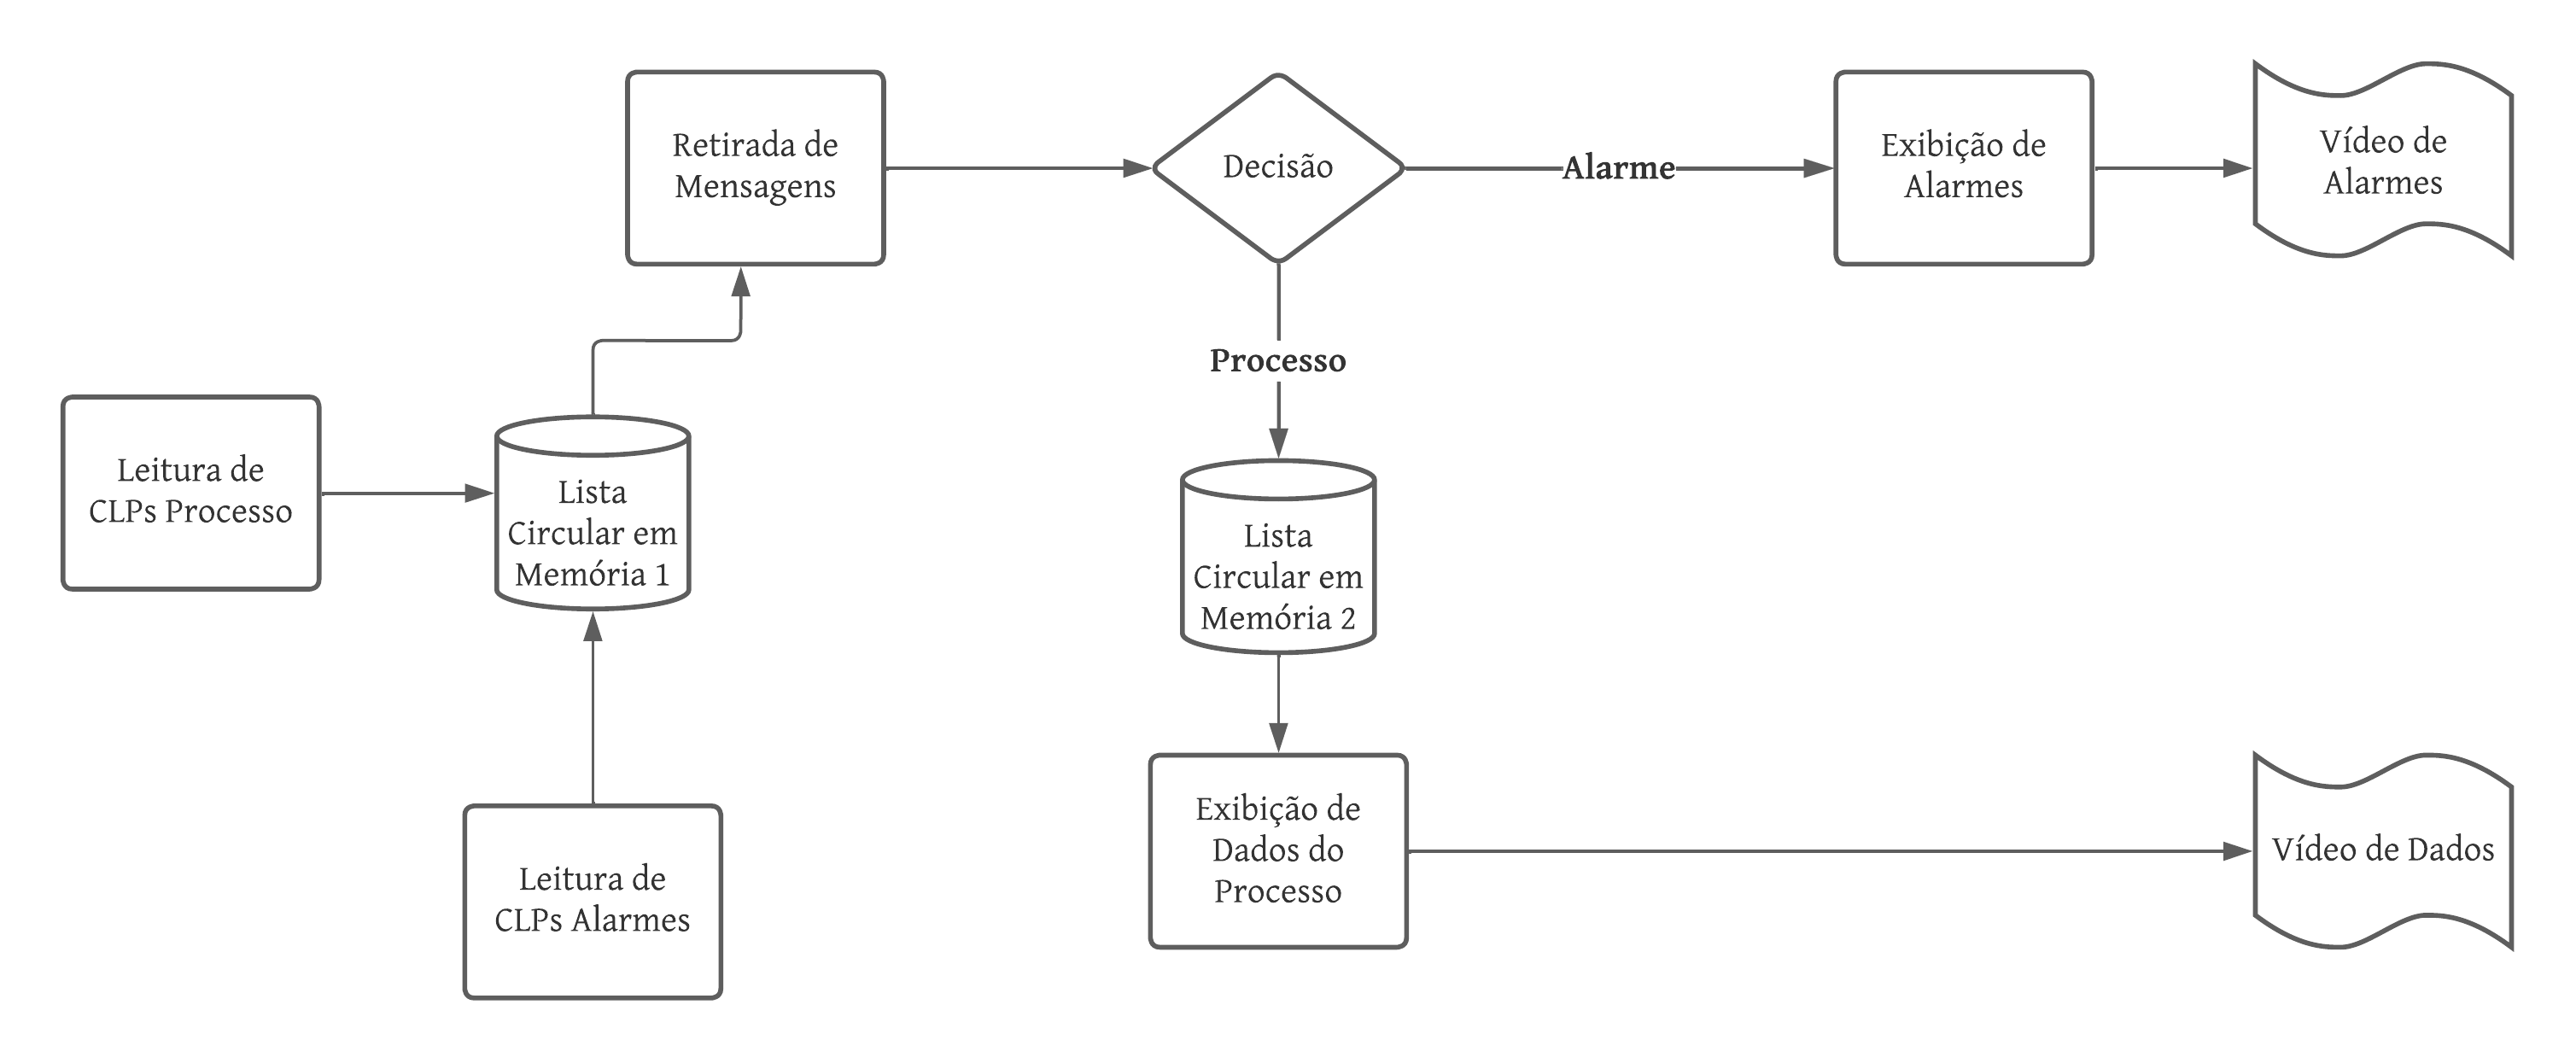 Retirada de
Mensagens
Decisão
Alarme
Exibição de
Alarmes
Vídeo de
Alarmes
Processo
Leitura de
CLPs Processo
Lista
Circular em
Memória 1
Lista
Circular em
Memória 2
Leitura de
CLPs Alarmes
Exibição de
Dados do
Processo
Vídeo de Dados